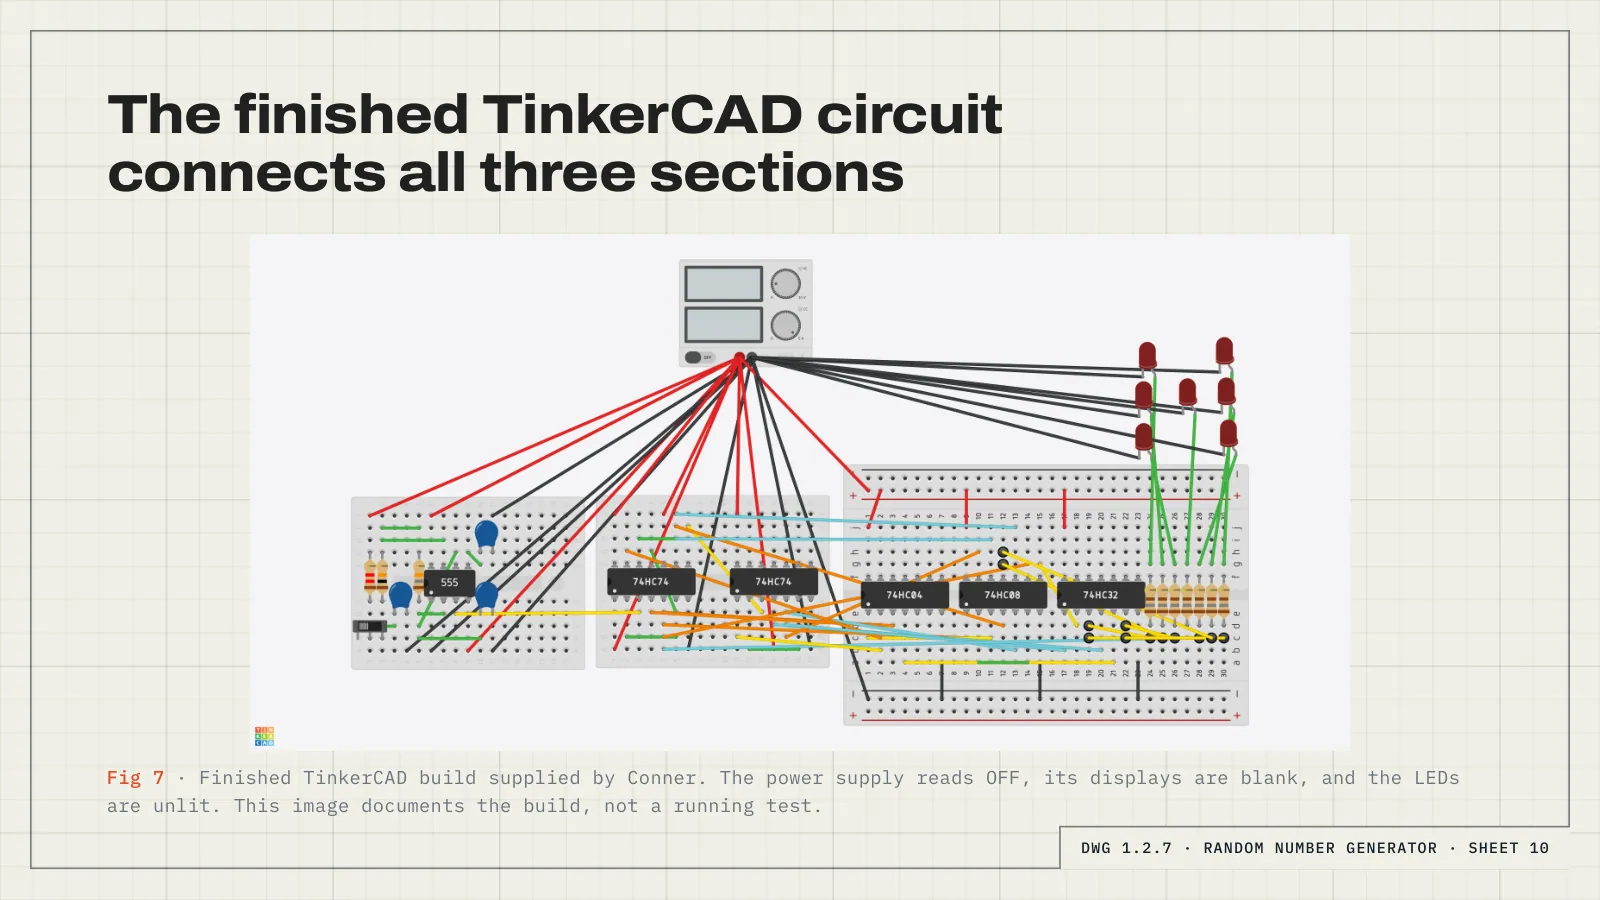 The finished TinkerCAD circuit
connects all three sections
OFF
555
74HC74
74HC74
74HC04
74HC08
74HC32
Fig 7 · Finished TinkerCAD build supplied by Conner. The power supply reads OFF, its displays are blank, and the LEDs
are unlit. This image documents the build, not a running test.
DWG 1.2.7 · RANDOM NUMBER GENERATOR · SHEET 10